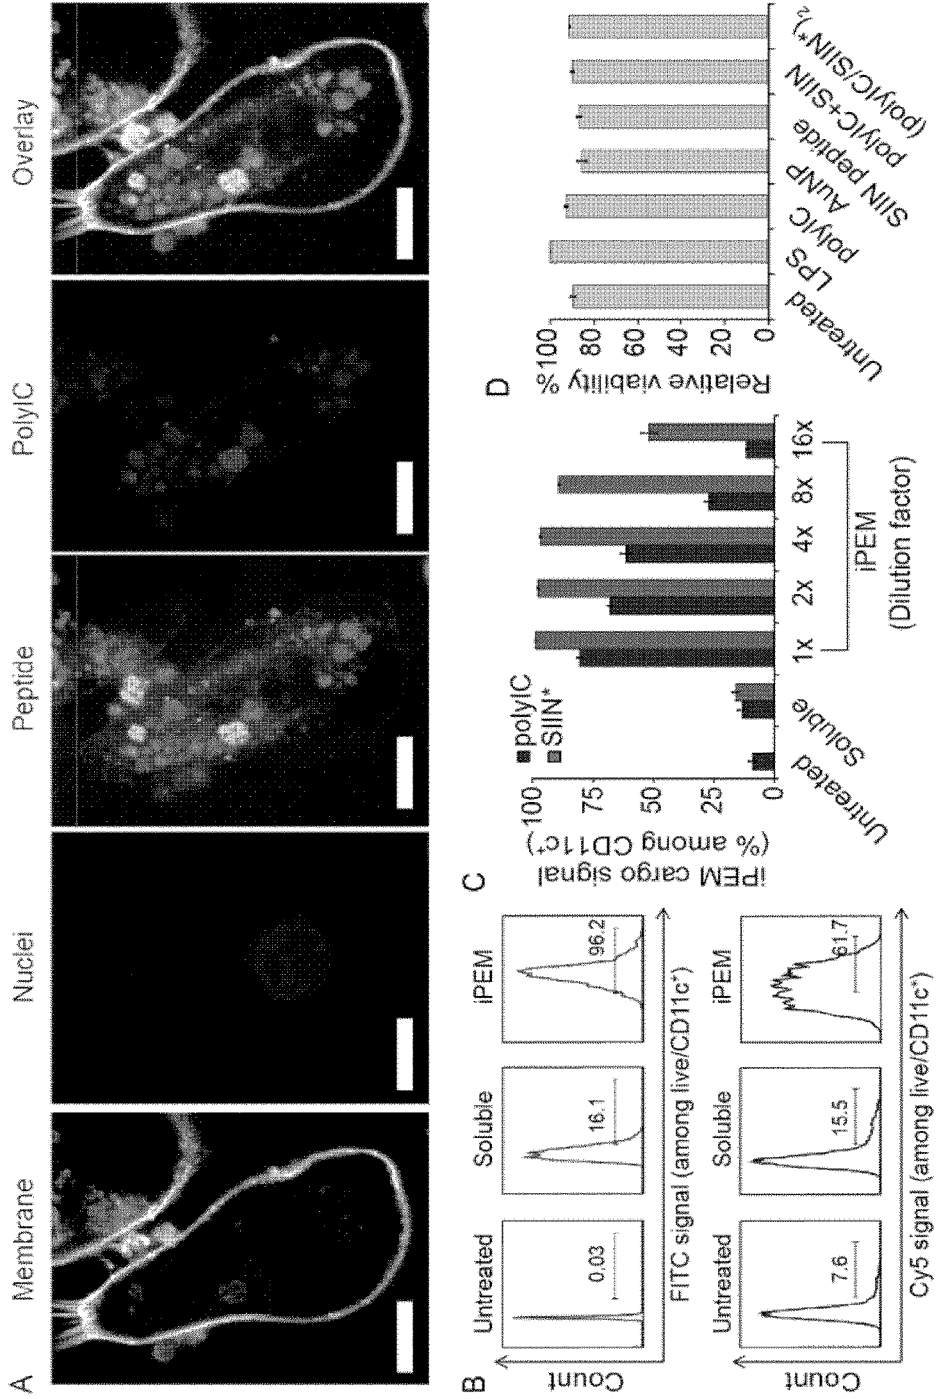 A
Membrane
Nuclei
Peptide
PolyIC
Overlay
B
Untreated
Soluble
iPEM
0.03
16.1
96.2
FITC signal (among live/CD11c⁺)
Untreated
Soluble
iPEM
7.6
15.5
61.7
Cy5 signal (among live/CD11c⁺)
Count
Count
C
iPEM cargo signal
(% among CD11c⁺)
100
75
50
25
0
polyIC
SIIN*
Untreated
Soluble
1x
2x
4x
8x
16x
iPEM
(Dilution factor)
D
Relative viability %
100
80
60
40
20
0
Untreated
LPS
polyIC
AuNP
SIIN peptide
polyIC+SIIN
(polyIC/SIIN*)₂